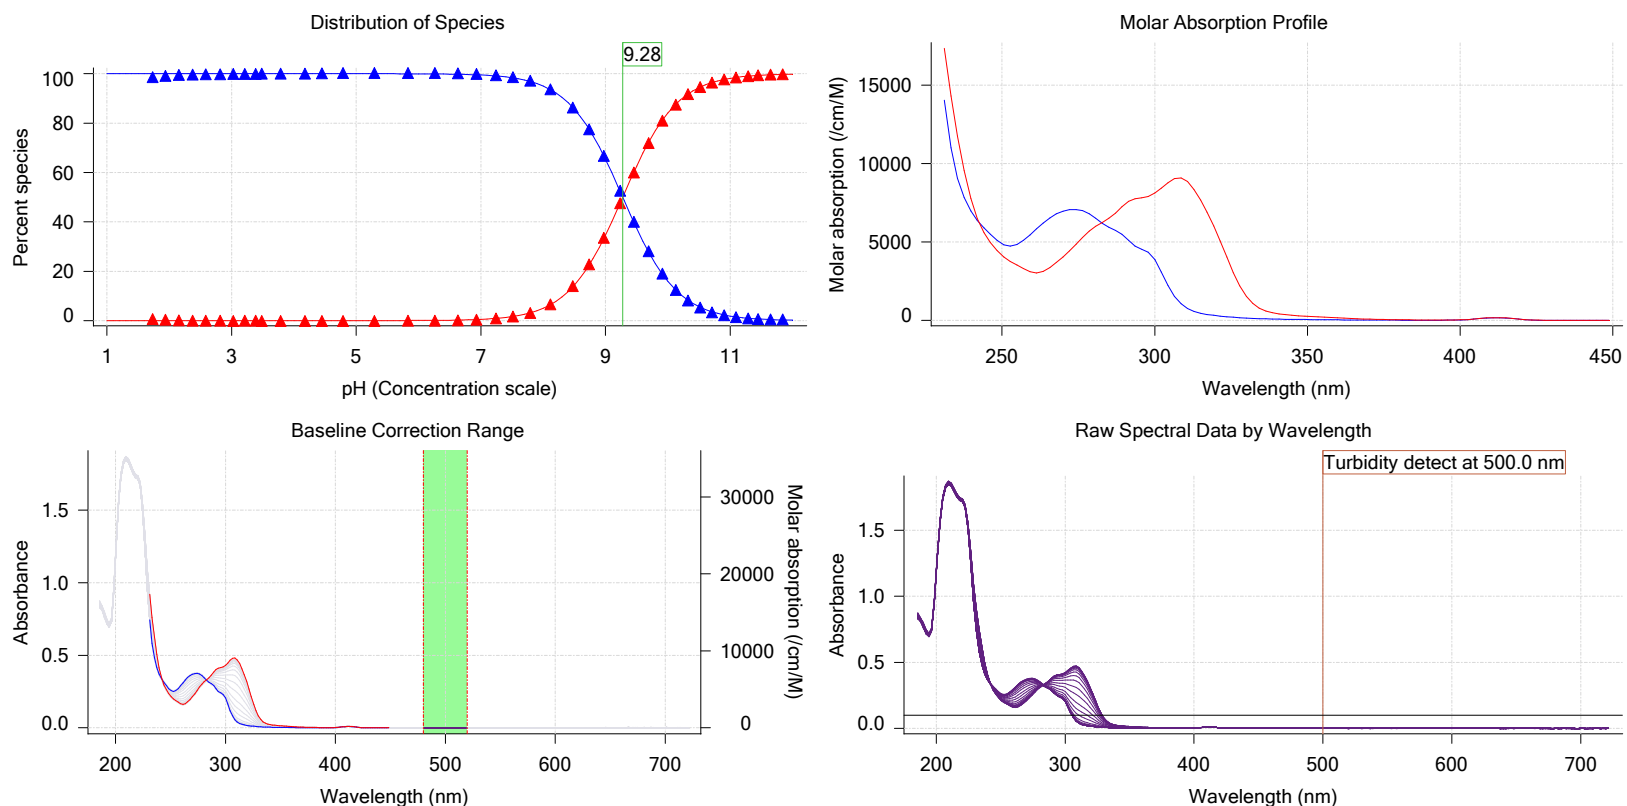 Distribution of Species
9.28
Percent species
100
80
60
40
20
0
1 3 5 7 9 11
pH (Concentration scale)
Molar Absorption Profile
Molar absorption (/cm/M)
15000
10000
5000
0
250 300 350 400 450
Wavelength (nm)
Baseline Correction Range
Absorbance
1.5
1.0
0.5
0.0
30000
20000
10000
0
Molar absorption (/cm/M)
200 300 400 500 600 700
Wavelength (nm)
Raw Spectral Data by Wavelength
Turbidity detect at 500.0 nm
Absorbance
1.5
1.0
0.5
0.0
200 300 400 500 600 700
Wavelength (nm)